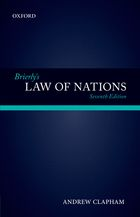 OXFORD
Brierly's
LAW OF NATIONS
Seventh Edition
ANDREW CLAPHAM